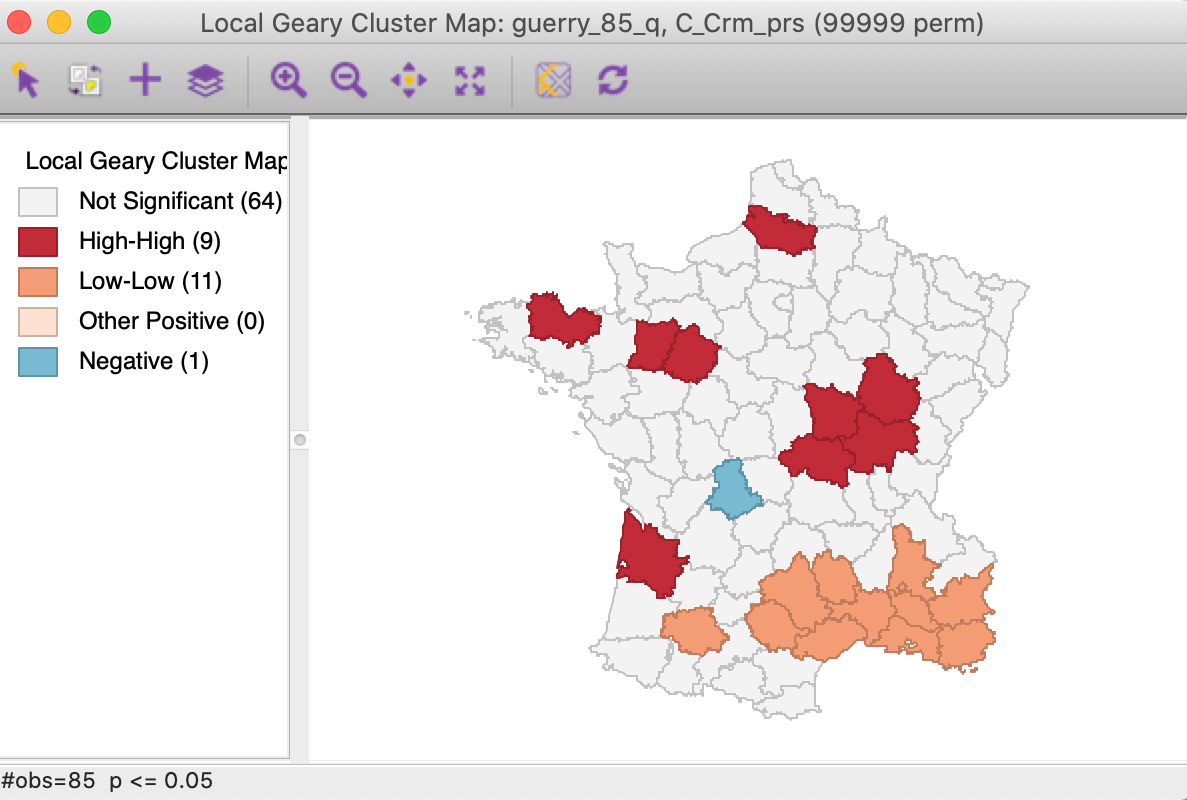 Local Geary Cluster Map: guerry_85_q, C_Crm_prs (99999 perm)
Local Geary Cluster Map
Not Significant (64)
High-High (9)
Low-Low (11)
Other Positive (0)
Negative (1)
#obs=85 p <= 0.05